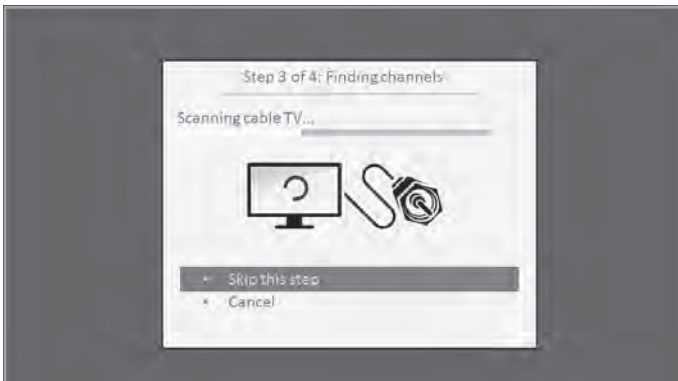 Step 3 of 4: Finding channels
Scanning cable TV...
• Skip this step
• Cancel